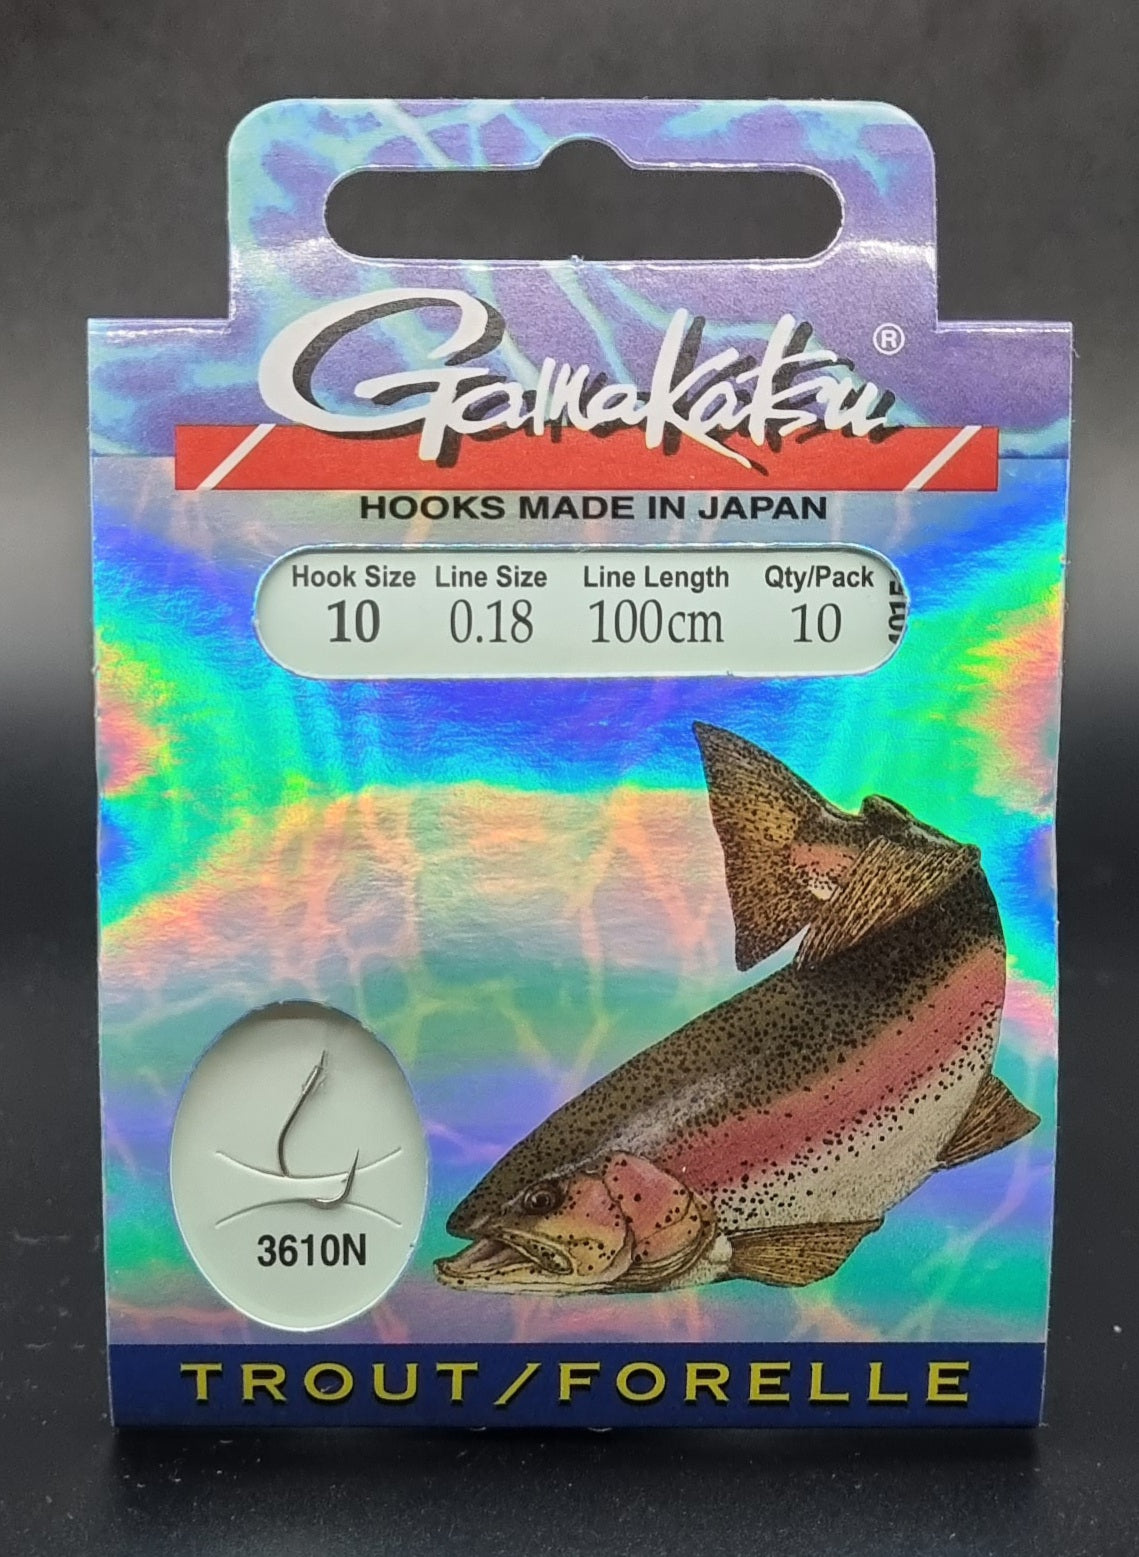 Gamakatsu ®
HOOKS MADE IN JAPAN
Hook Size Line Size Line Length Qty/Pack
10 0.18 100cm 10
3610N
TROUT/FORELLE